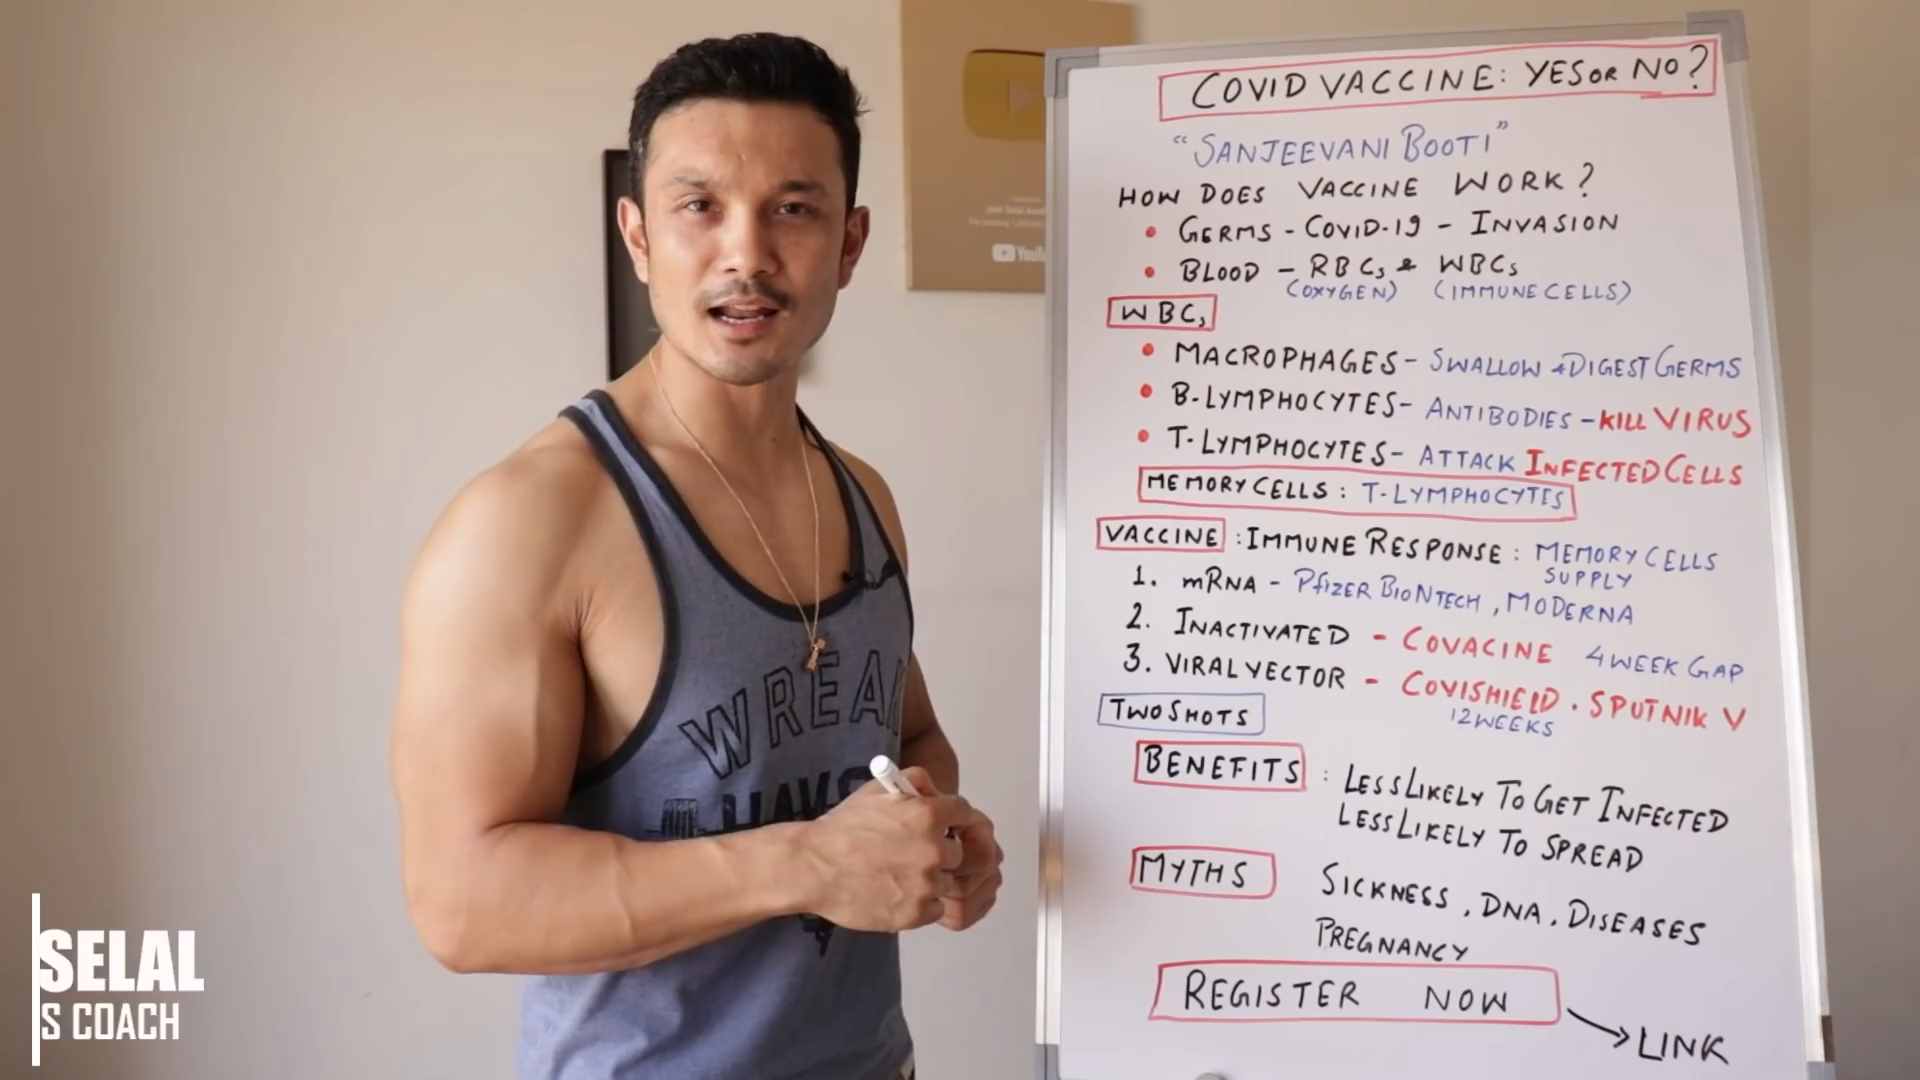 COVID VACCINE: YES OR NO?
"SANJEEVANI BOOTI"
HOW DOES VACCINE WORK?
• GERMS - COVID-19 - INVASION
• BLOOD - RBCs & WBCs
(OXYGEN) (IMMUNE CELLS)
WBCs
• MACROPHAGES - SWALLOW & DIGEST GERMS
• B-LYMPHOCYTES - ANTIBODIES - KILL VIRUS
• T-LYMPHOCYTES - ATTACK INFECTED CELLS
MEMORY CELLS: T-LYMPHOCYTES
VACCINE: IMMUNE RESPONSE: MEMORY CELLS
SUPPLY
1. mRNA - PfIZER BIONTECH, MODERNA
2. INACTIVATED - COVACINE 4 WEEK GAP
3. VIRAL VECTOR - COVISHIELD. SPUTNIK V
12 WEEKS
TWO SHOTS
BENEFITS: LESS LIKELY TO GET INFECTED
LESS LIKELY TO SPREAD
MYTHS SICKNESS, DNA, DISEASES
PREGNANCY
REGISTER NOW
LINK
WREAK
SELAL
S COACH
YouTu